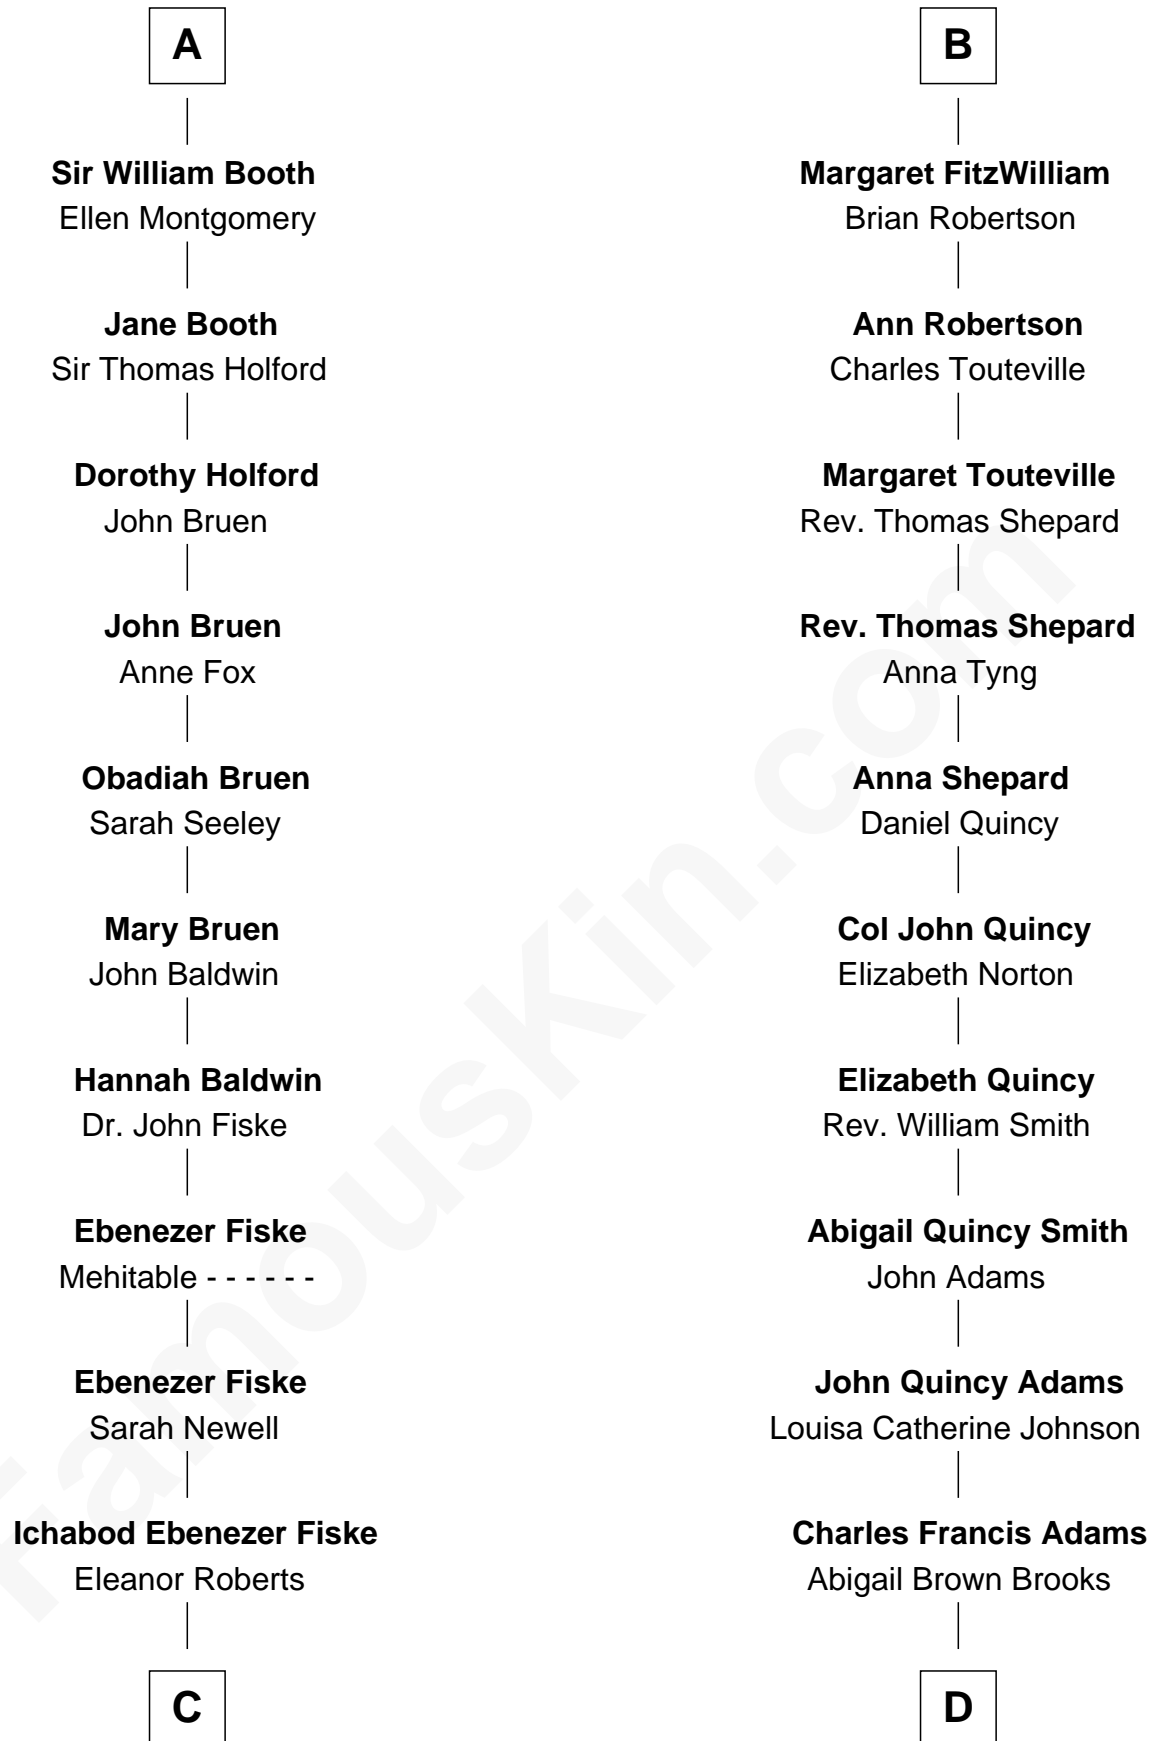 A
Sir William Booth
Ellen Montgomery
Jane Booth
Sir Thomas Holford
Dorothy Holford
John Bruen
John Bruen
Anne Fox
Obadiah Bruen
Sarah Seeley
Mary Bruen
John Baldwin
Hannah Baldwin
Dr. John Fiske
Ebenezer Fiske
Mehitable - - - - - -
Ebenezer Fiske
Sarah Newell
Ichabod Ebenezer Fiske
Eleanor Roberts
C
B
Margaret FitzWilliam
Brian Robertson
Ann Robertson
Charles Touteville
Margaret Touteville
Rev. Thomas Shepard
Rev. Thomas Shepard
Anna Tyng
Anna Shepard
Daniel Quincy
Col John Quincy
Elizabeth Norton
Elizabeth Quincy
Rev. William Smith
Abigail Quincy Smith
John Adams
John Quincy Adams
Louisa Catherine Johnson
Charles Francis Adams
Abigail Brown Brooks
D
FamousKin.com